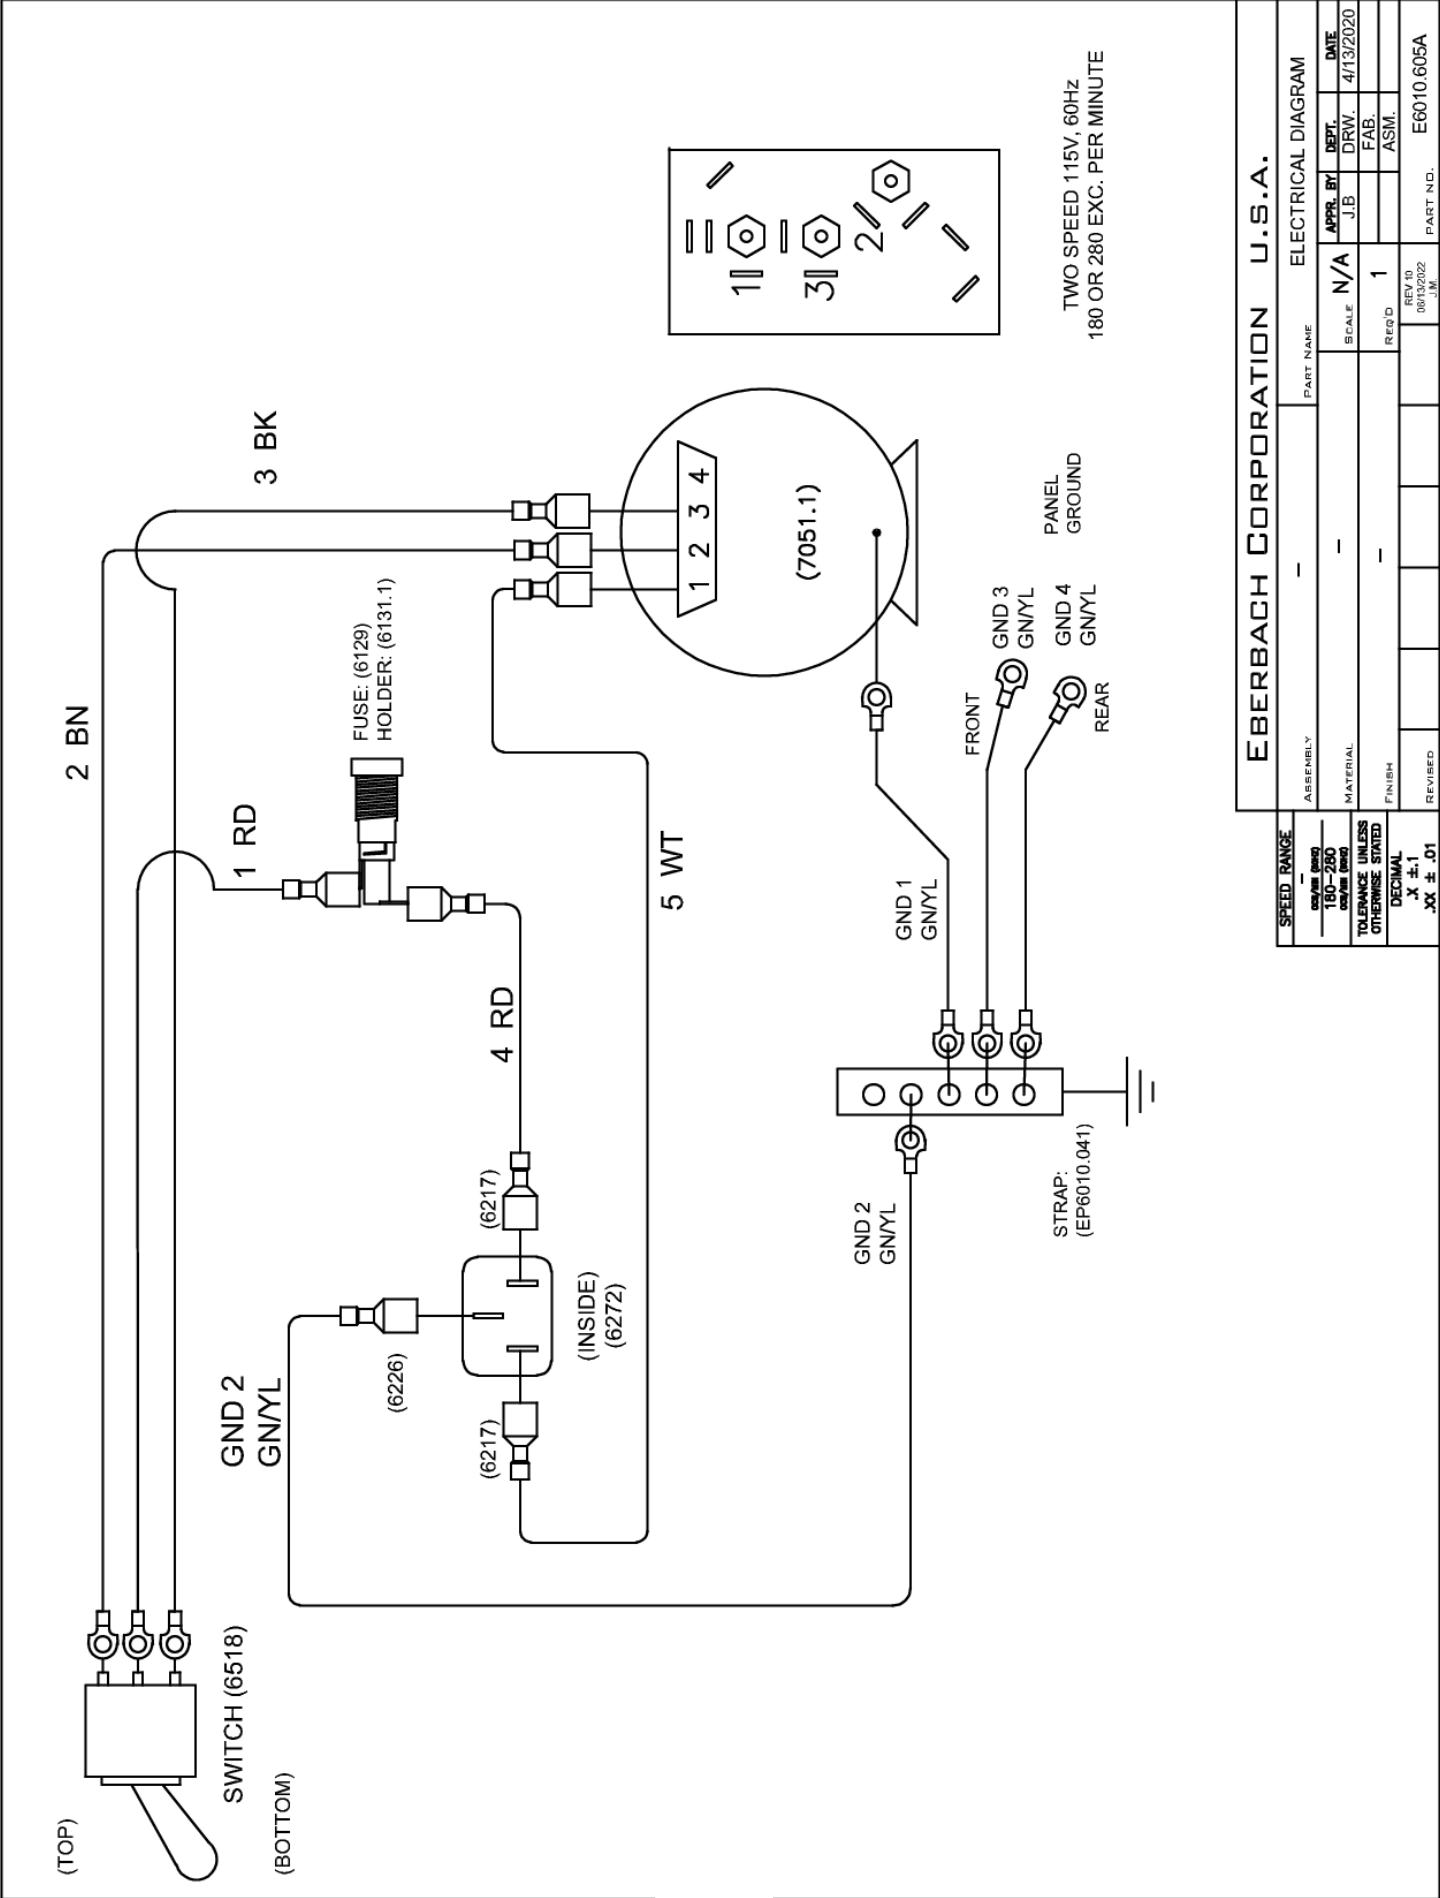 (TOP)
SWITCH (6518)
(BOTTOM)
2 BN
1 RD
3 BK
FUSE: (6129)
HOLDER: (6131.1)
GND 2
GN/YL
(6226)
(6217)
(6217)
(INSIDE)
(6272)
4 RD
5 WT
1 2 3 4
(7051.1)
1
3
2
TWO SPEED 115V, 60Hz
180 OR 280 EXC. PER MINUTE
GND 2
GN/YL
STRAP:
(EP6010.041)
GND 1
GN/YL
FRONT
GND 3
GN/YL
REAR
GND 4
GN/YL
PANEL
GROUND
EBERBACH CORPORATION U.S.A.
SPEED RANGE
–
OSC/MIN (50HZ)
180-280
OSC/MIN (60HZ)
TOLERANCE UNLESS
OTHERWISE STATED
DECIMAL
.X ±.1
.XX ± .01
ASSEMBLY –
PART NAME ELECTRICAL DIAGRAM
MATERIAL –
SCALE N/A
APPR. BY DEPT. DATE
J.B DRW. 4/13/2020
FAB.
ASM.
FINISH –
REQ'D 1
REVISED
REV 10
06/13/2022
J.M.
PART NO. E6010.605A